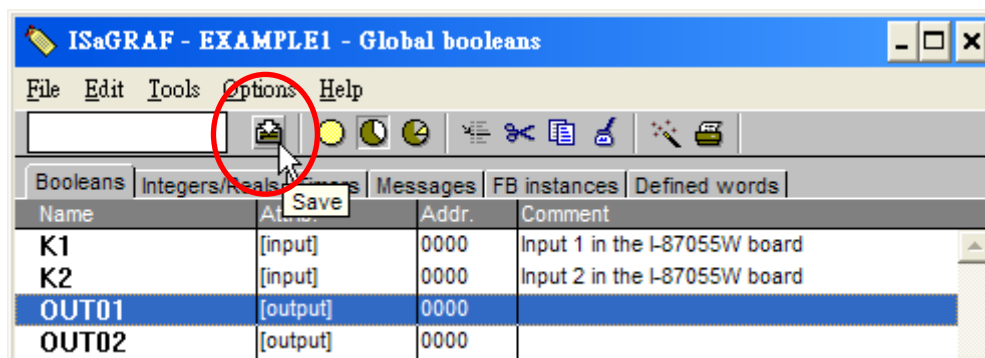 ISaGRAF - EXAMPLE1 - Global booleans
File Edit Tools Options Help
Booleans Integers/Reals Timers Messages FB instances Defined words
Save
Name Attrib. Addr. Comment
K1 [input] 0000 Input 1 in the I-87055W board
K2 [input] 0000 Input 2 in the I-87055W board
OUT01 [output] 0000
OUT02 [output] 0000